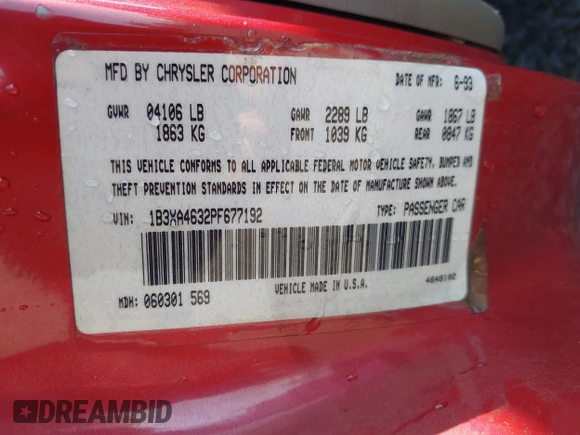 MFD BY CHRYSLER CORPORATION DATE OF MFR: 6-93
GVWR 04106 LB GAWR 2289 LB GAWR 1867 LB
1863 KG FRONT 1039 KG REAR 0847 KG
THIS VEHICLE CONFORMS TO ALL APPLICABLE FEDERAL MOTOR VEHICLE SAFETY, BUMPER AND
THEFT PREVENTION STANDARDS IN EFFECT ON THE DATE OF MANUFACTURE SHOWN ABOVE.
VIN: 1B3XA4632PF677192 TYPE: PASSENGER CAR
MDH: 060301 569 VEHICLE MADE IN U.S.A. 4648102
DREAMBID